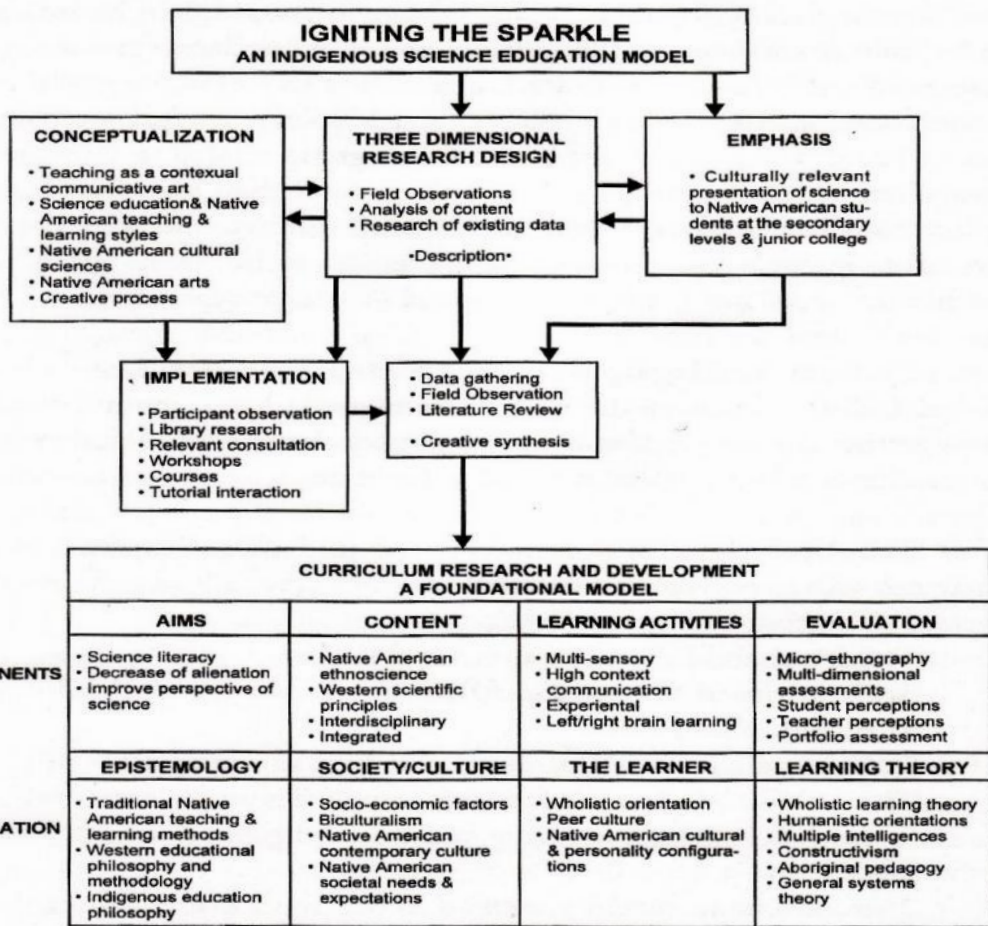 IGNITING THE SPARKLE
AN INDIGENOUS SCIENCE EDUCATION MODEL
CONCEPTUALIZATION
• Teaching as a contexual
communicative art
• Science education& Native
American teaching &
learning styles
• Native American cultural
sciences
• Native American arts
• Creative process
THREE DIMENSIONAL
RESEARCH DESIGN
• Field Observations
• Analysis of content
• Research of existing data
•Description•
EMPHASIS
• Culturally relevant
presentation of science
to Native American stu-
dents at the secondary
levels & junior college
IMPLEMENTATION
• Participant observation
• Library research
• Relevant consultation
• Workshops
• Courses
• Tutorial interaction
• Data gathering
• Field Observation
• Literature Review
• Creative synthesis
CURRICULUM RESEARCH AND DEVELOPMENT
A FOUNDATIONAL MODEL
NENTS
AIMS
• Science literacy
• Decrease of alienation
• Improve perspective of
science
CONTENT
• Native American
ethnoscience
• Western scientific
principles
• Interdisciplinary
• Integrated
LEARNING ACTIVITIES
• Multi-sensory
• High context
communication
• Experiental
• Left/right brain learning
EVALUATION
• Micro-ethnography
• Multi-dimensional
assessments
• Student perceptions
• Teacher perceptions
• Portfolio assessment
ATION
EPISTEMOLOGY
• Traditional Native
American teaching &
learning methods
• Western educational
philosophy and
methodology
• Indigenous education
philosophy
SOCIETY/CULTURE
• Socio-economic factors
• Biculturalism
• Native American
contemporary culture
• Native American
societal needs &
expectations
THE LEARNER
• Wholistic orientation
• Peer culture
• Native American cultural
& personality configura-
tions
LEARNING THEORY
• Wholistic learning theory
• Humanistic orientations
• Multiple intelligences
• Constructivism
• Aboriginal pedagogy
• General systems
theory